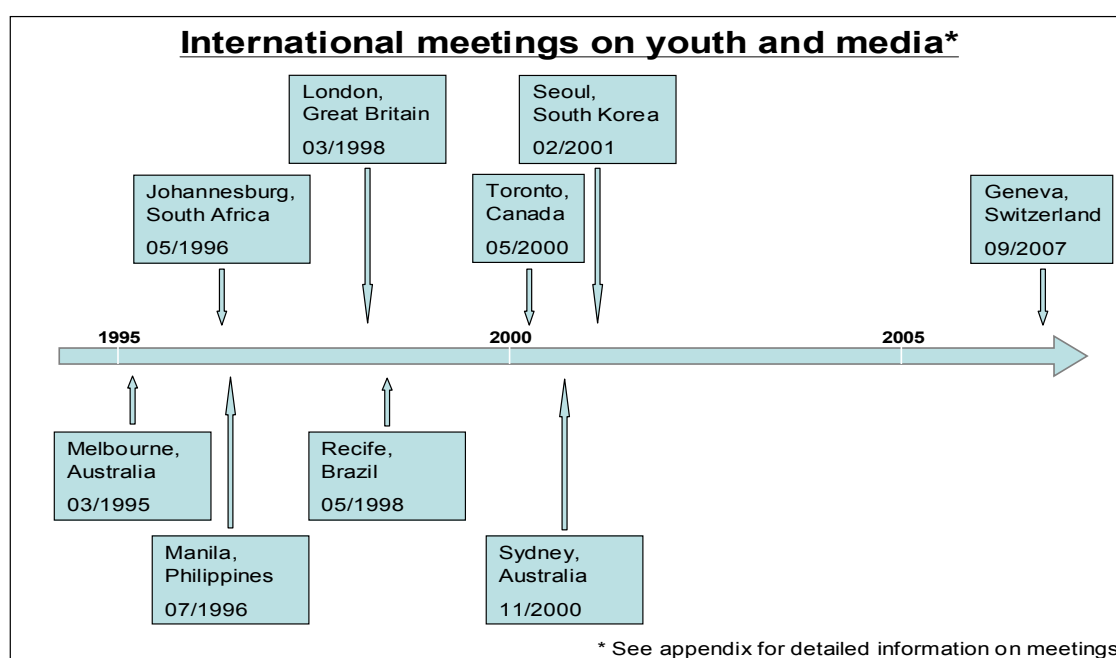 International meetings on youth and media*
London,
Great Britain
03/1998
Seoul,
South Korea
02/2001
Johannesburg,
South Africa
05/1996
Toronto,
Canada
05/2000
Geneva,
Switzerland
09/2007
1995
2000
2005
Melbourne,
Australia
03/1995
Recife,
Brazil
05/1998
Manila,
Philippines
07/1996
Sydney,
Australia
11/2000
* See appendix for detailed information on meetings